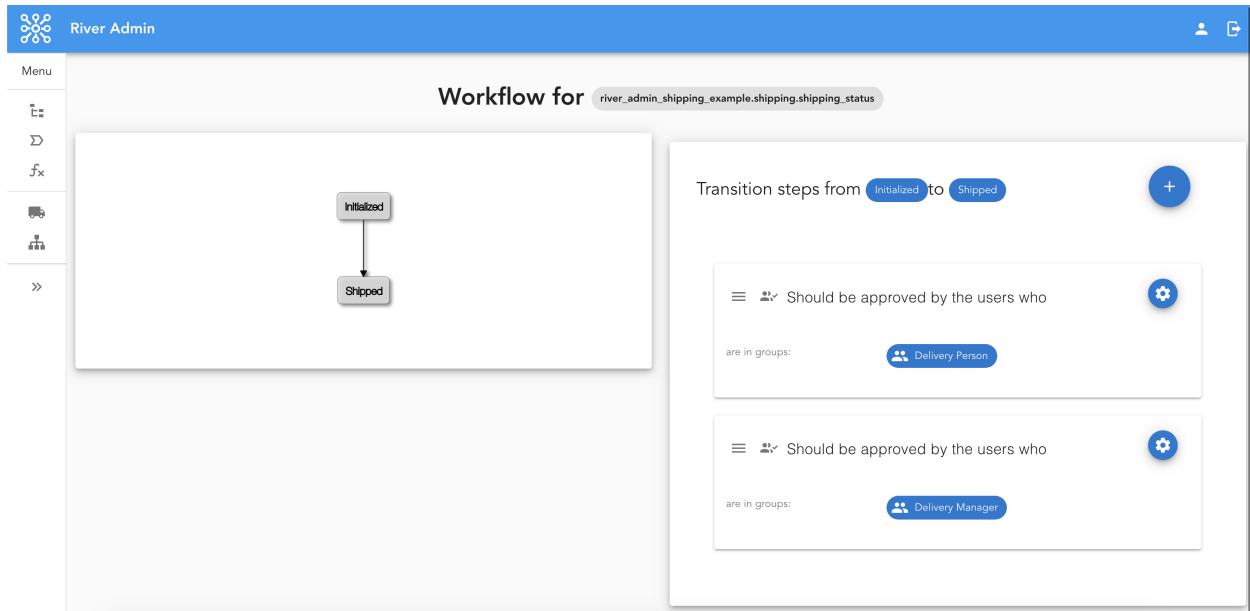 River Admin
Menu
Workflow for river_admin_shipping_example.shipping.shipping_status
Initialized
Shipped
Transition steps from Initialized to Shipped
Should be approved by the users who
are in groups: Delivery Person
Should be approved by the users who
are in groups: Delivery Manager